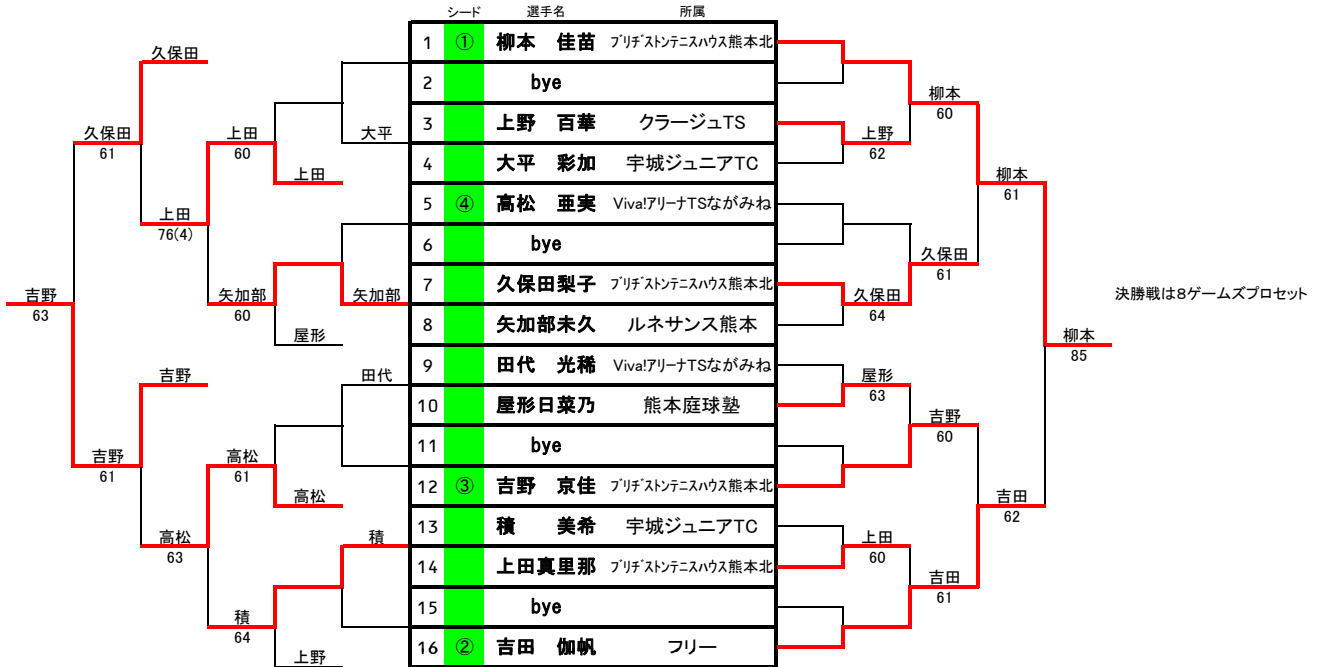 シード 選手名 所属
1 ① 柳本 佳苗 ブリヂストンテニスハウス熊本北
2 bye
3 上野 百華 クラージュTS
4 大平 彩加 宇城ジュニアTC
5 ④ 高松 亜実 Viva!アリーナTSながみね
6 bye
7 久保田梨子 ブリヂストンテニスハウス熊本北
8 矢加部未久 ルネサンス熊本
9 田代 光稀 Viva!アリーナTSながみね
10 屋形日菜乃 熊本庭球塾
11 bye
12 ③ 吉野 京佳 ブリヂストンテニスハウス熊本北
13 積 美希 宇城ジュニアTC
14 上田真里那 ブリヂストンテニスハウス熊本北
15 bye
16 ② 吉田 伽帆 フリー
久保田
久保田
61
上田
60
大平
上田
上田
76(4)
矢加部
60
矢加部
屋形
吉野
63
吉野
田代
吉野
61
高松
61
高松
高松
63
積
積
64
上野
柳本
60
上野
62
柳本
61
久保田
61
久保田
64
柳本
85
屋形
63
吉野
60
吉田
62
上田
60
吉田
61
決勝戦は8ゲームズプロセット